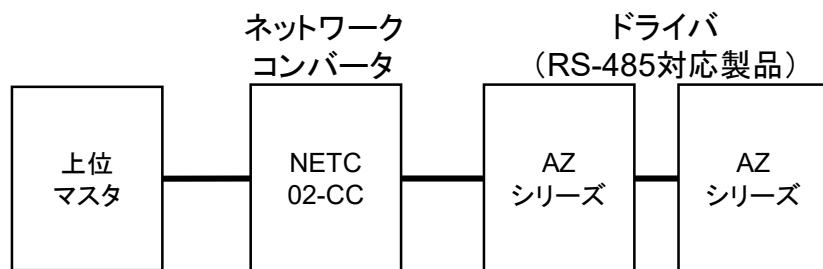 ネットワーク
コンバータ
ドライバ
（RS-485対応製品）
上位
マスタ
NETC
02-CC
AZ
シリーズ
AZ
シリーズ